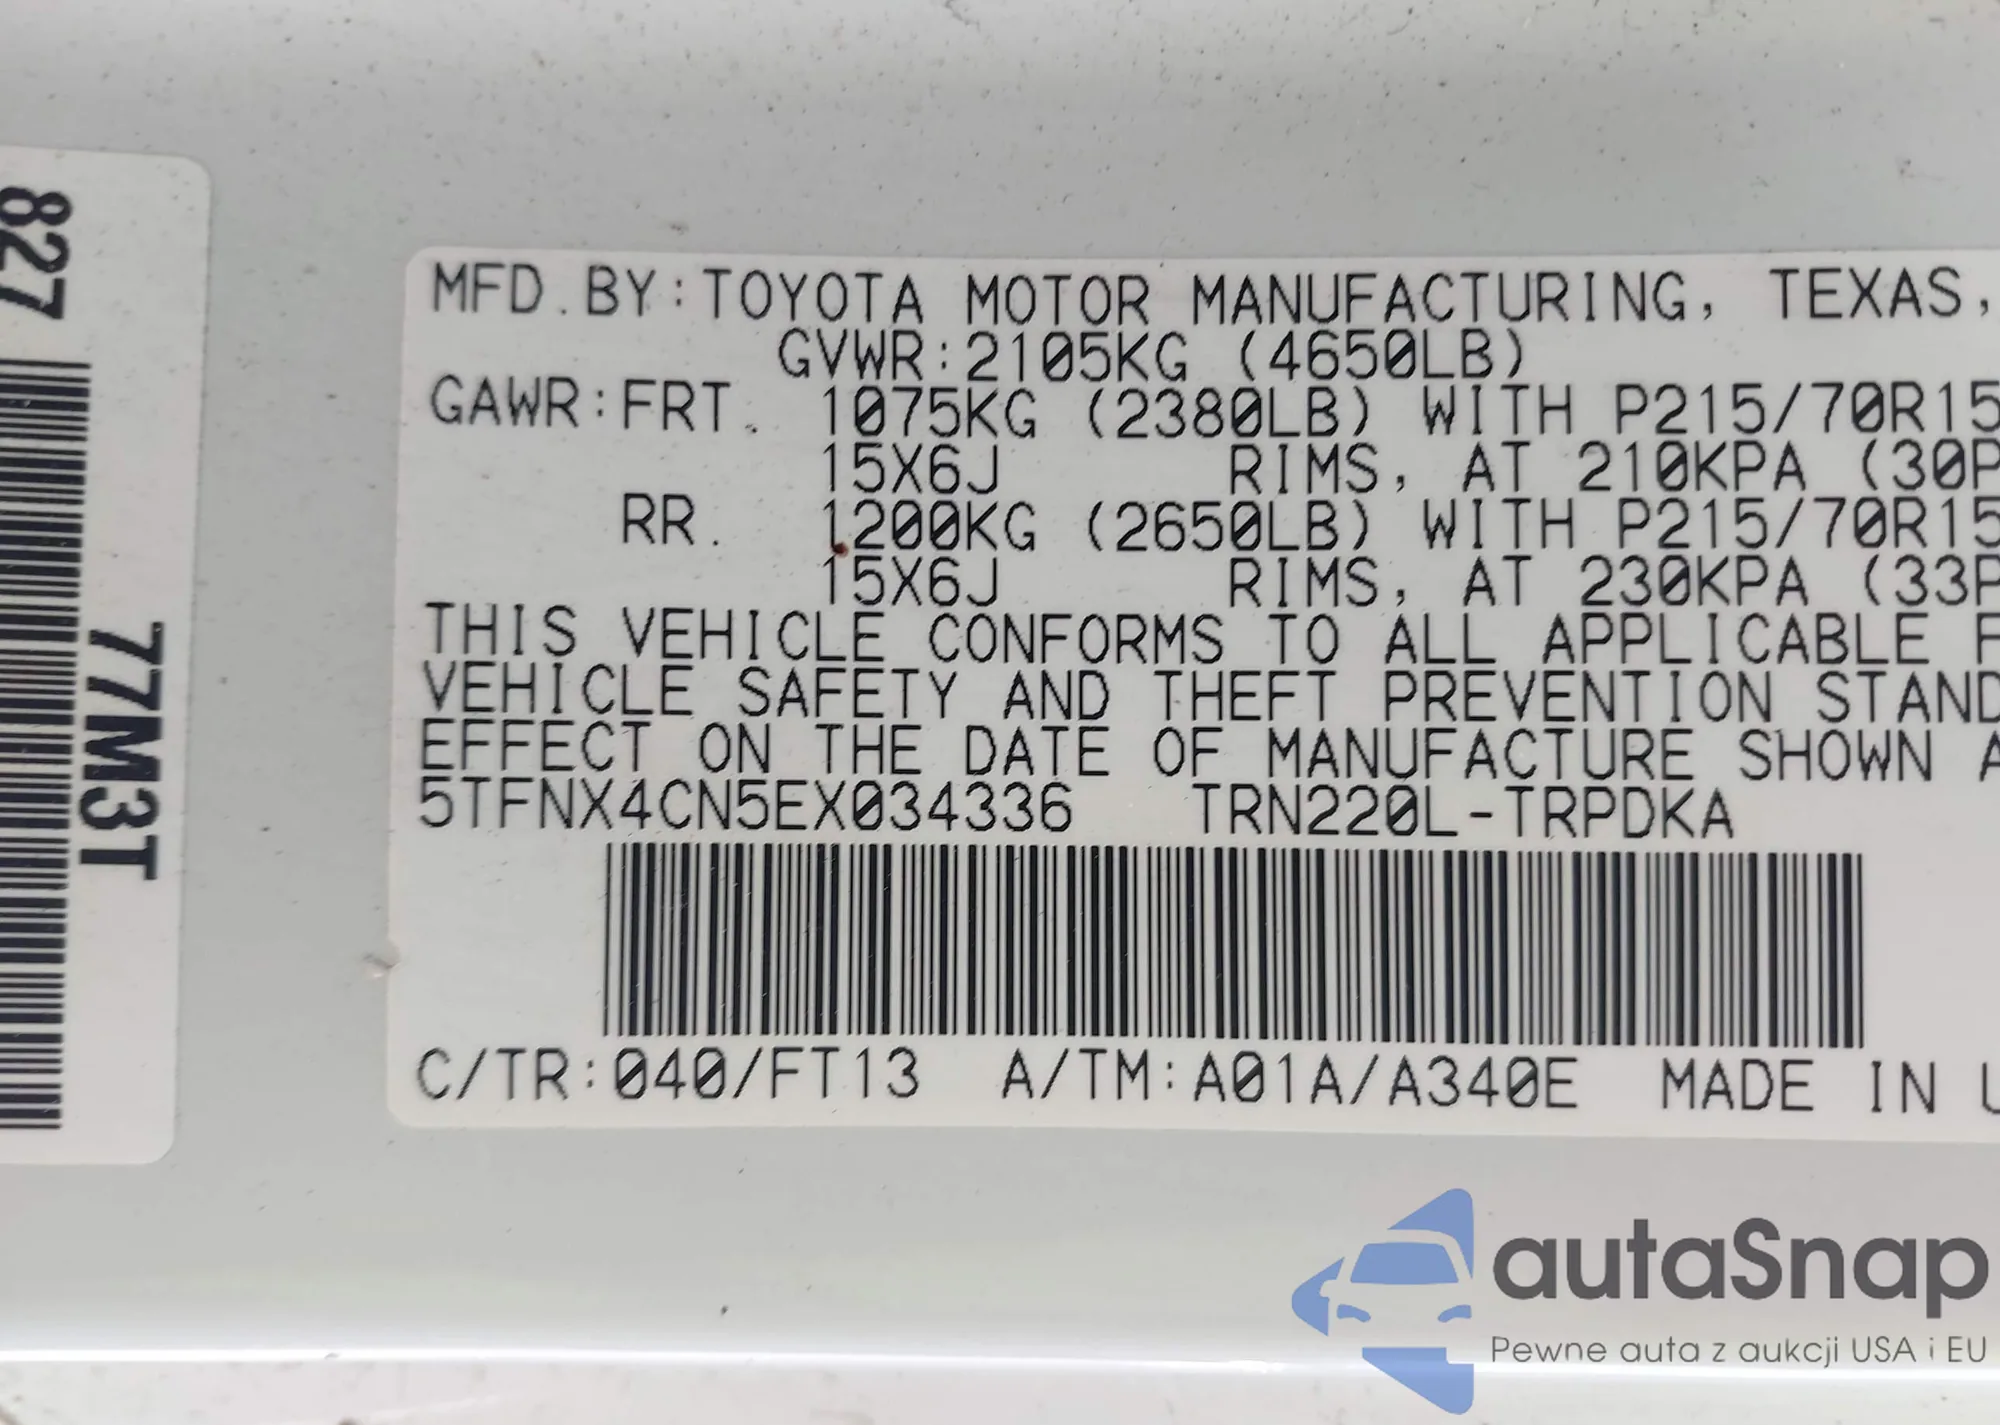 827
77M3T
MFD.BY:TOYOTA MOTOR MANUFACTURING, TEXAS,
GVWR:2105KG (4650LB)
GAWR:FRT. 1075KG (2380LB) WITH P215/70R15
15X6J RIMS, AT 210KPA (30P
RR. 1200KG (2650LB) WITH P215/70R15
15X6J RIMS, AT 230KPA (33P
THIS VEHICLE CONFORMS TO ALL APPLICABLE F
VEHICLE SAFETY AND THEFT PREVENTION STAND
EFFECT ON THE DATE OF MANUFACTURE SHOWN A
5TFNX4CN5EX034336 TRN220L-TRPDKA
C/TR:040/FT13 A/TM:A01A/A340E MADE IN U
autaSnap
Pewne auta z aukcji USA i EU